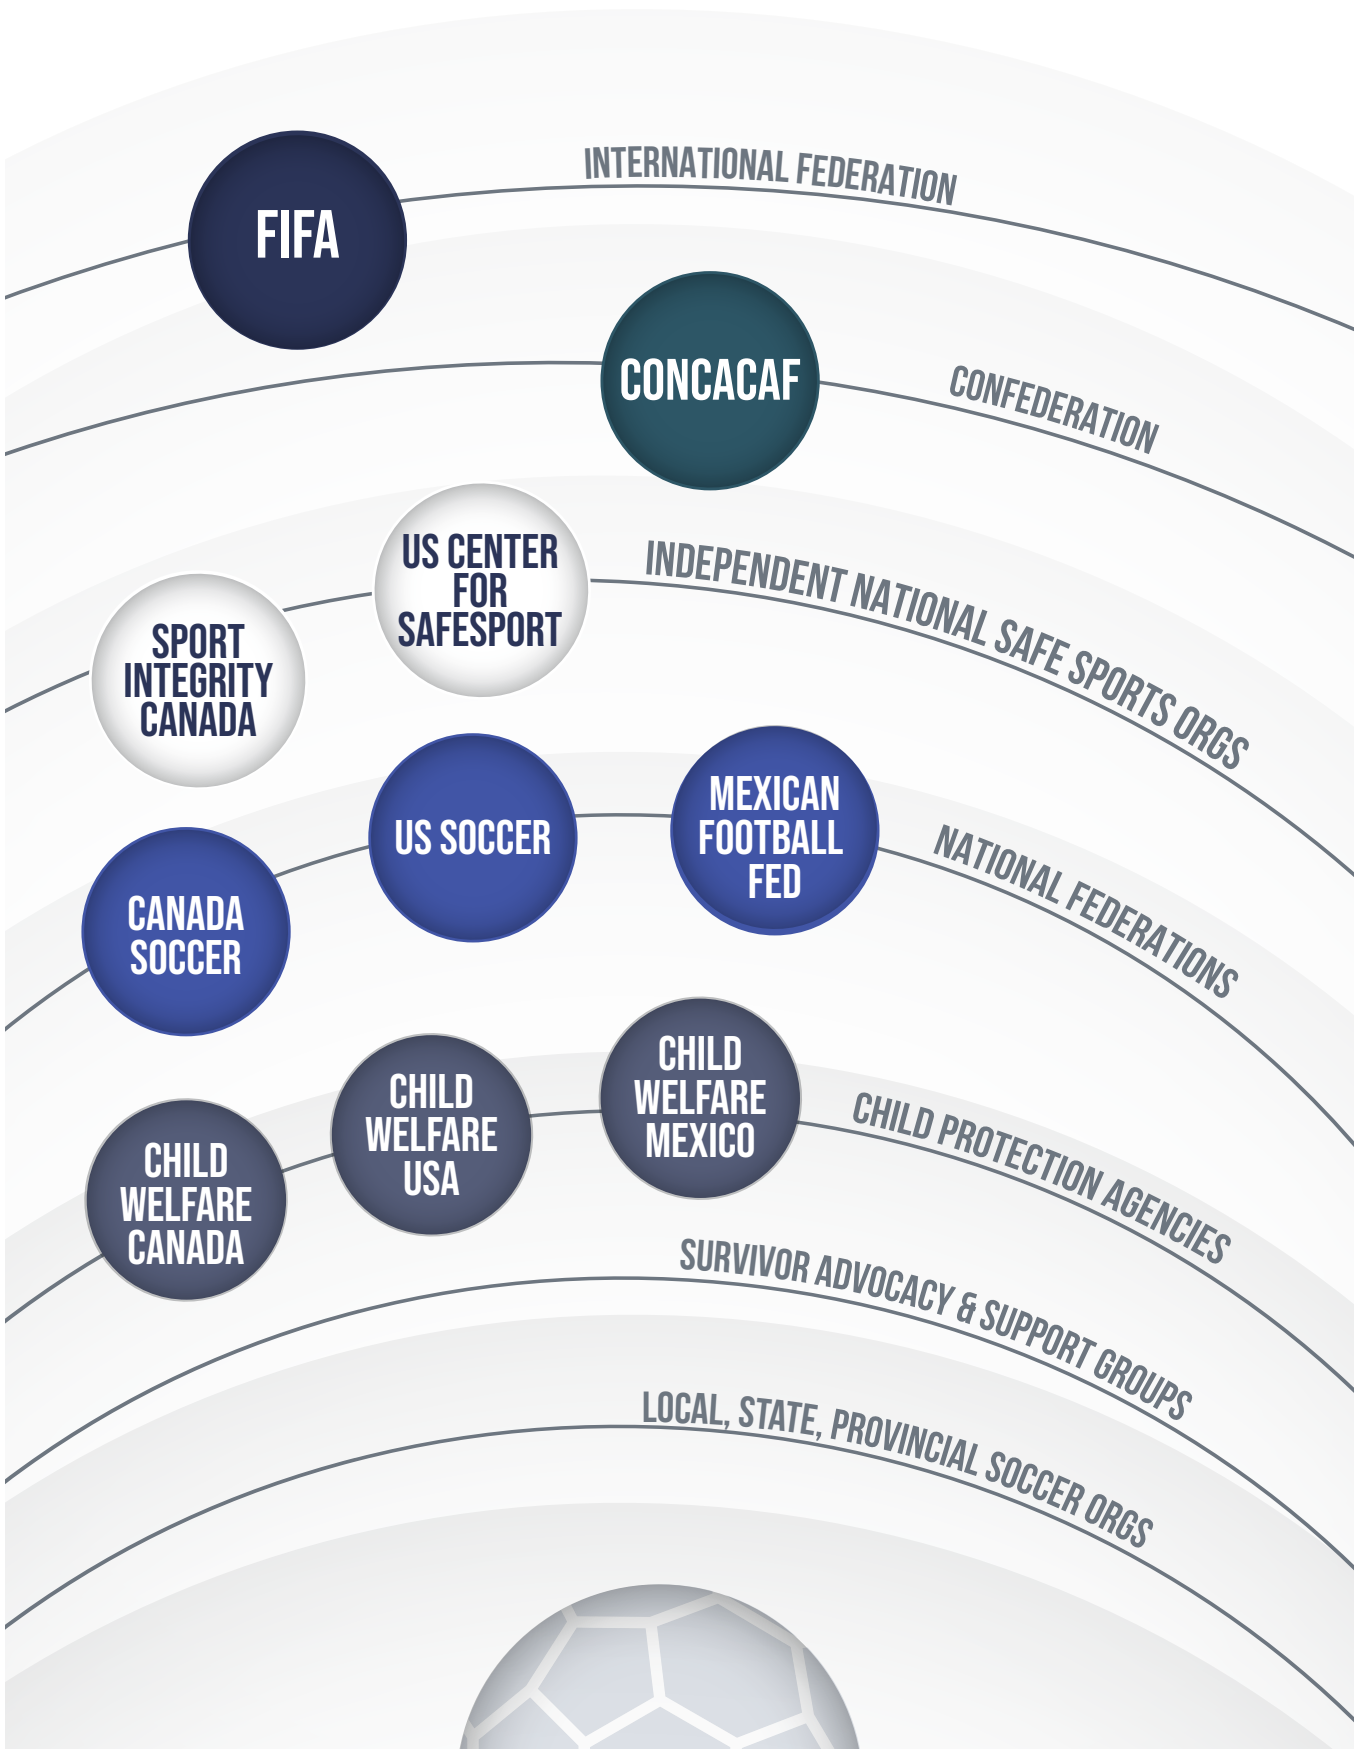 FIFA
INTERNATIONAL FEDERATION
CONCACAF
CONFEDERATION
US CENTER
FOR
SAFESPORT
INDEPENDENT NATIONAL SAFE SPORTS ORGS
SPORT
INTEGRITY
CANADA
MEXICAN
FOOTBALL
FED
US SOCCER
NATIONAL FEDERATIONS
CANADA
SOCCER
CHILD
WELFARE
MEXICO
CHILD
WELFARE
USA
CHILD PROTECTION AGENCIES
CHILD
WELFARE
CANADA
SURVIVOR ADVOCACY & SUPPORT GROUPS
LOCAL, STATE, PROVINCIAL SOCCER ORGS